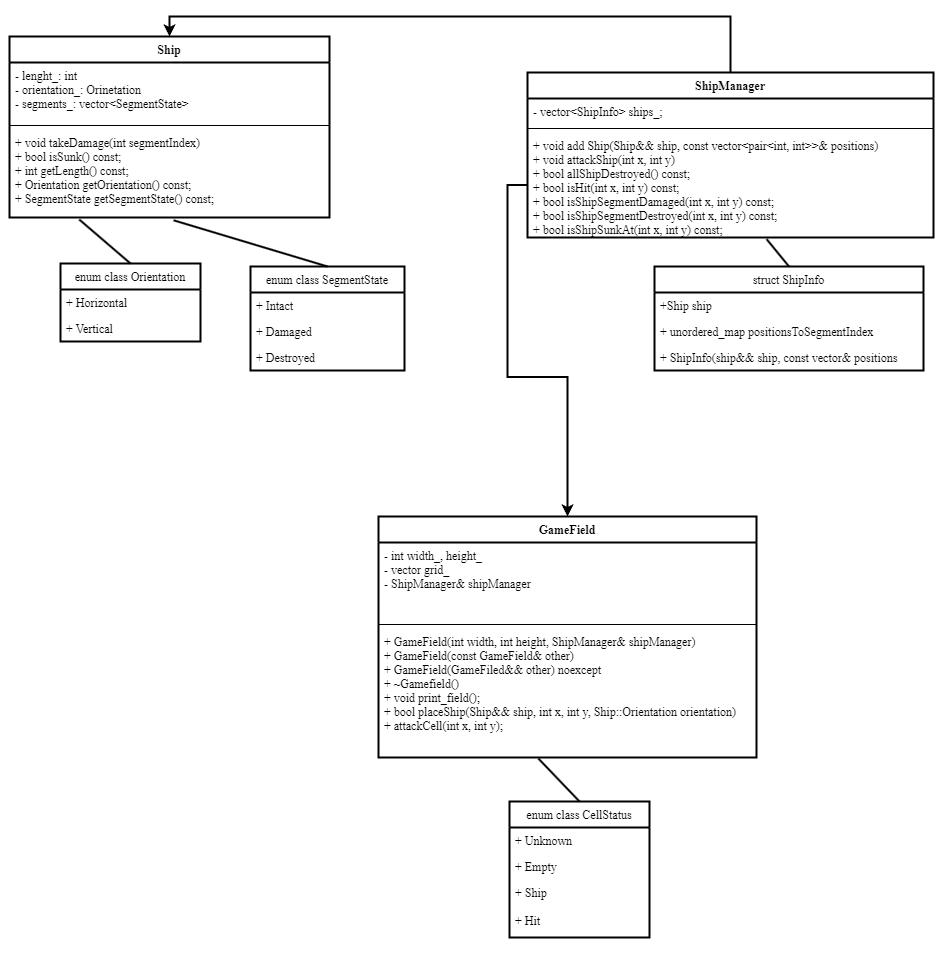 Ship
- lenght_: int
- orientation_: Orinetation
- segments_: vector<SegmentState>
+ void takeDamage(int segmentIndex)
+ bool isSunk() const;
+ int getLength() const;
+ Orientation getOrientation() const;
+ SegmentState getSegmentState() const;
enum class Orientation
+ Horizontal
+ Vertical
enum class SegmentState
+ Intact
+ Damaged
+ Destroyed
ShipManager
- vector<ShipInfo> ships_;
+ void add Ship(Ship&& ship, const vector<pair<int, int>>& positions)
+ void attackShip(int x, int y)
+ bool allShipDestroyed() const;
+ bool isHit(int x, int y) const;
+ bool isShipSegmentDamaged(int x, int y) const;
+ bool isShipSegmentDestroyed(int x, int y) const;
+ bool isShipSunkAt(int x, int y) const;
struct ShipInfo
+Ship ship
+ unordered_map positionsToSegmentIndex
+ ShipInfo(ship&& ship, const vector& positions
GameField
- int width_, height_
- vector grid_
- ShipManager& shipManager
+ GameField(int width, int height, ShipManager& shipManager)
+ GameField(const GameField& other)
+ GameField(GameFiled&& other) noexcept
+ ~Gamefield()
+ void print_field();
+ bool placeShip(Ship&& ship, int x, int y, Ship::Orientation orientation)
+ attackCell(int x, int y);
enum class CellStatus
+ Unknown
+ Empty
+ Ship
+ Hit